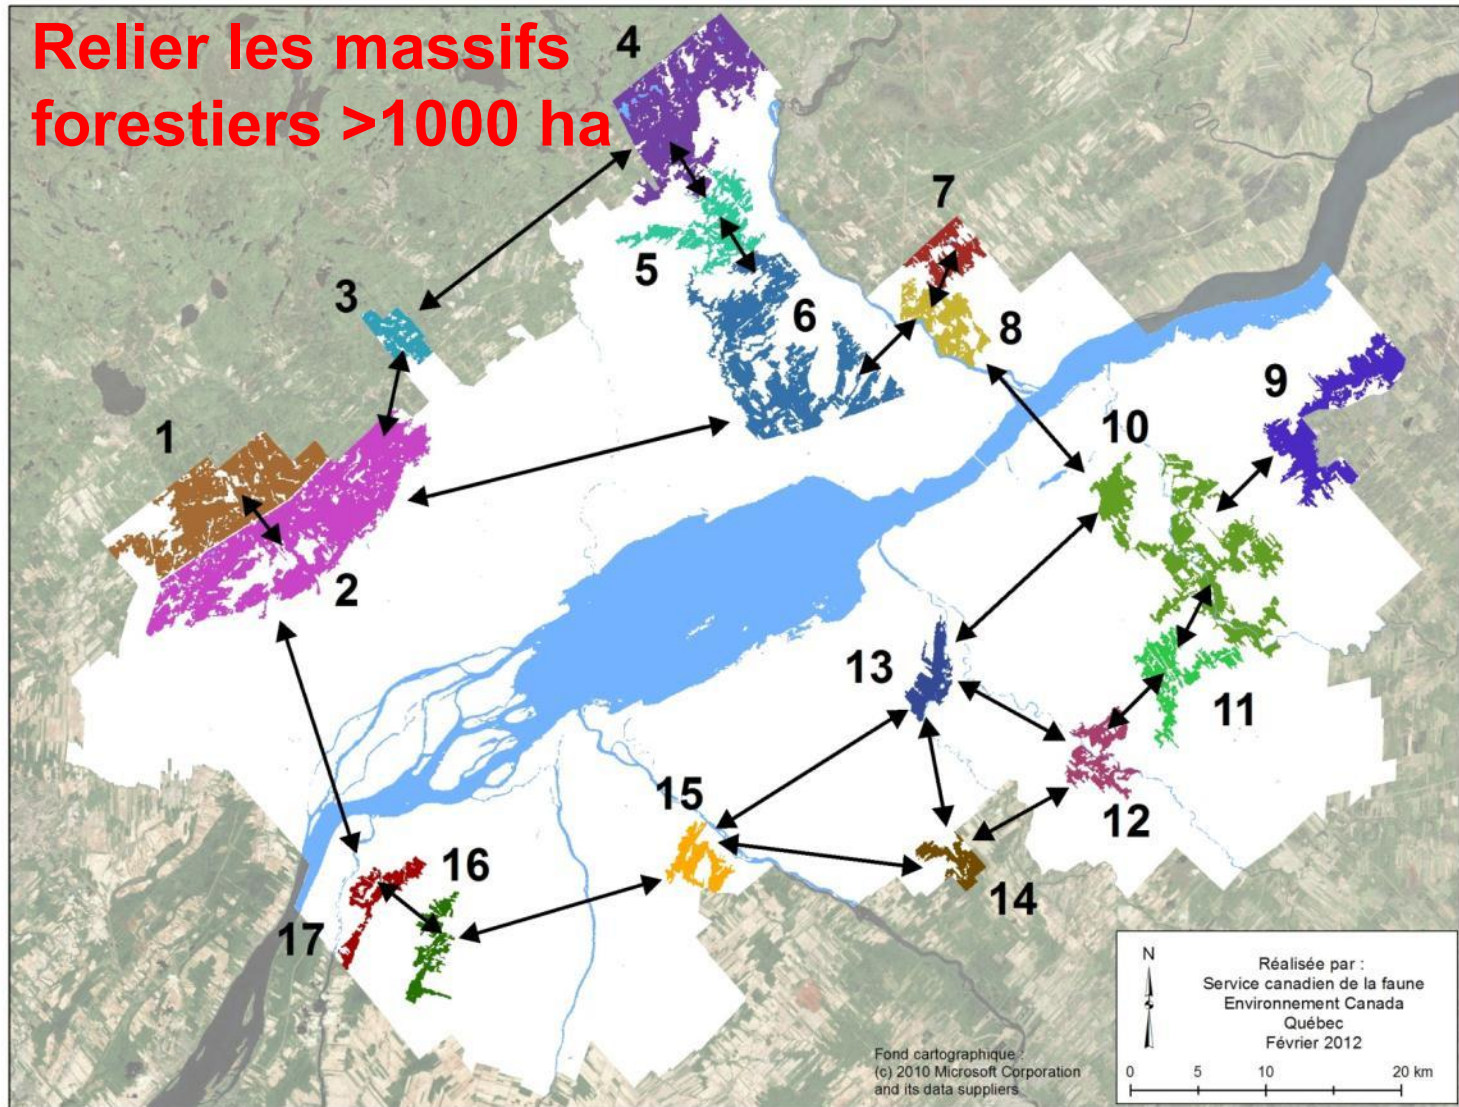 Relier les massifs
forestiers >1000 ha
4
7
5
3
6
8
9
1
10
2
13
11
15
12
16
14
17
N
Réalisée par :
Service canadien de la faune
Environnement Canada
Québec
Février 2012
0 5 10 20 km
Fond cartographique :
(c) 2010 Microsoft Corporation
and its data suppliers